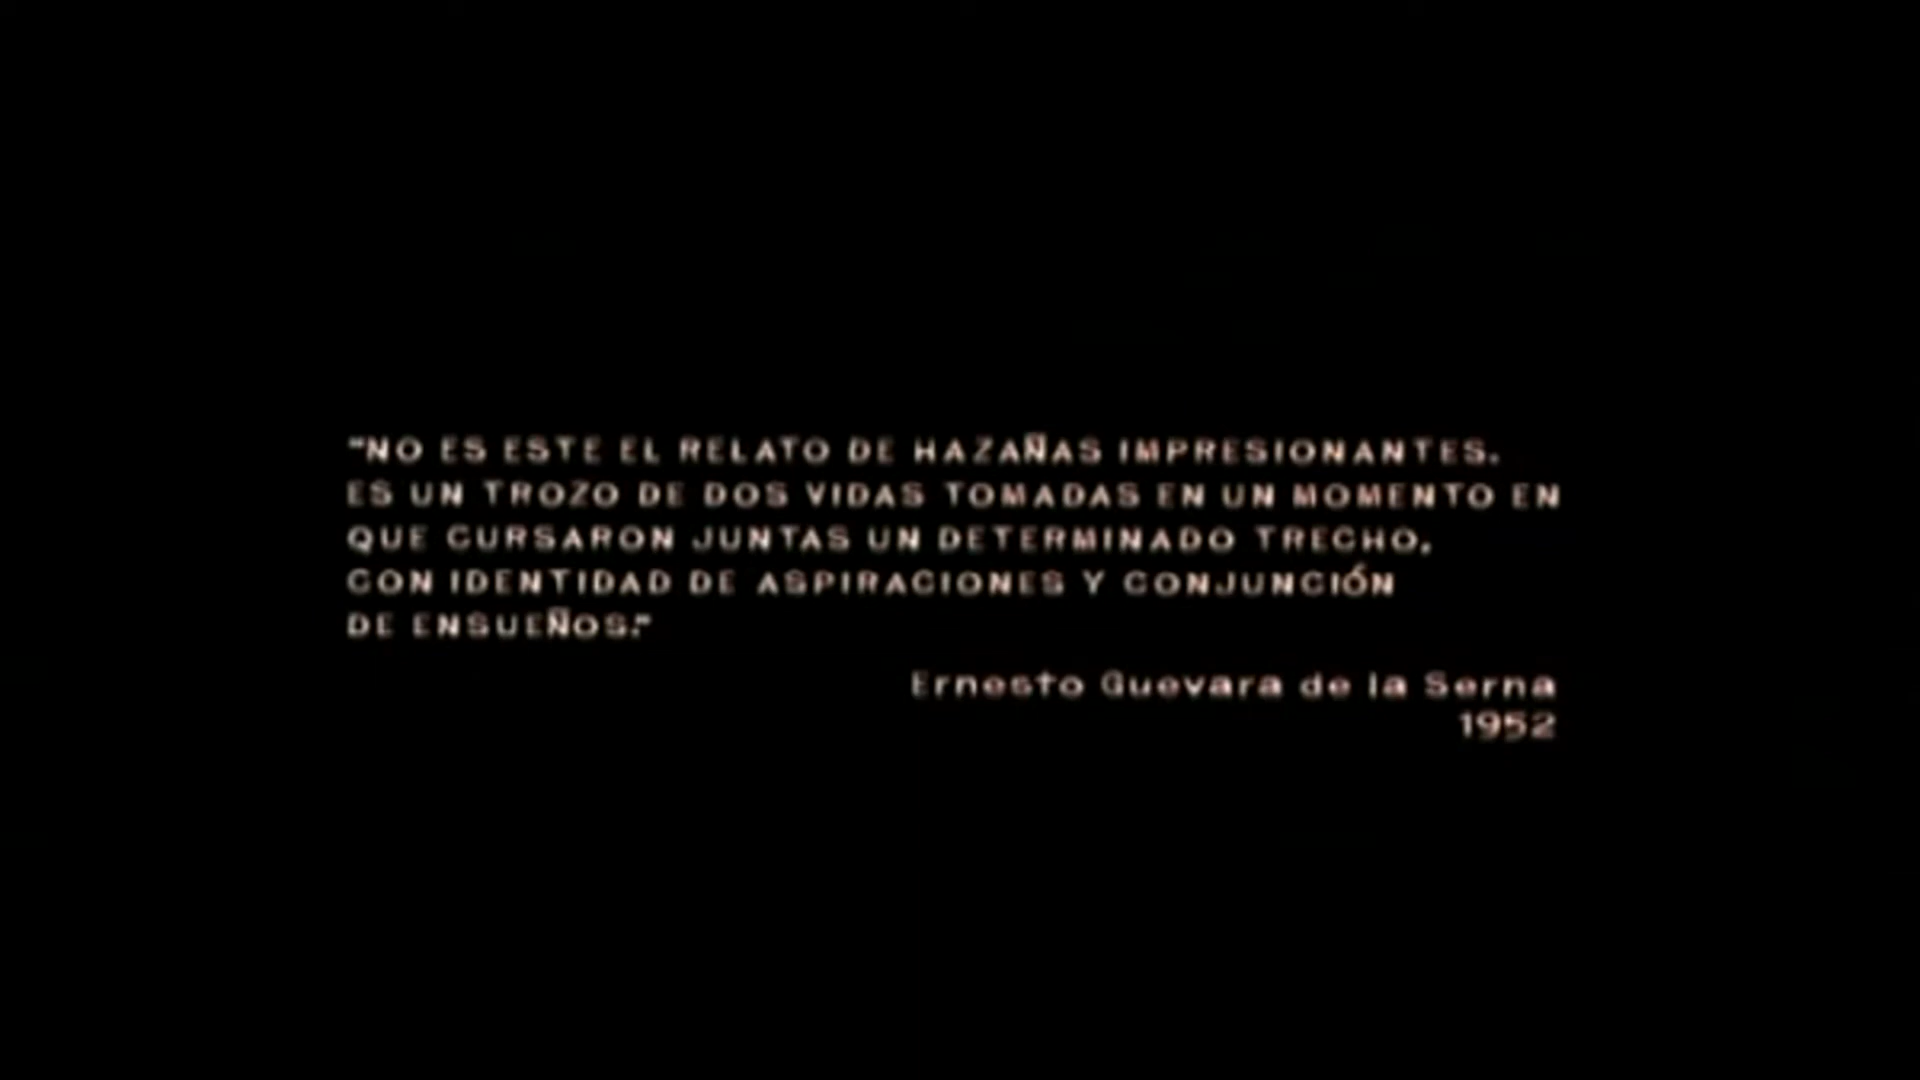 "NO ES ESTE EL RELATO DE HAZAÑAS IMPRESIONANTES.
ES UN TROZO DE DOS VIDAS TOMADAS EN UN MOMENTO EN
QUE CURSARON JUNTAS UN DETERMINADO TRECHO,
CON IDENTIDAD DE ASPIRACIONES Y CONJUNCIÓN
DE ENSUEÑOS."
Ernesto Guevara de la Serna
1952